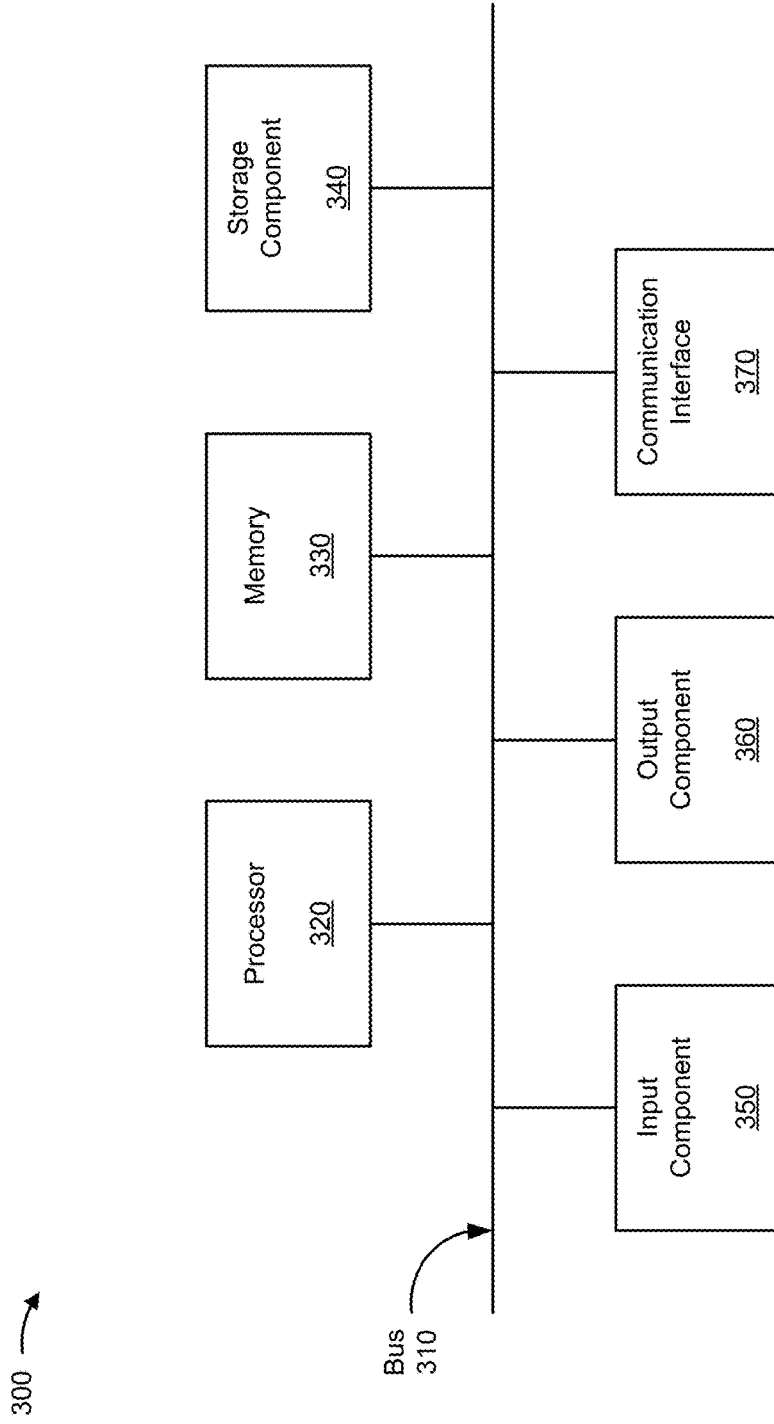 300
Bus
310
Processor
320
Memory
330
Storage
Component
340
Input
Component
350
Output
Component
360
Communication
Interface
370